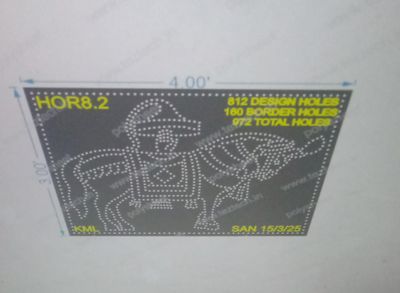 4.00'
HOR8.2
812 DESIGN HOLES
160 BORDER HOLES
972 TOTAL HOLES
3.00'
KML
SAN 15/3/25